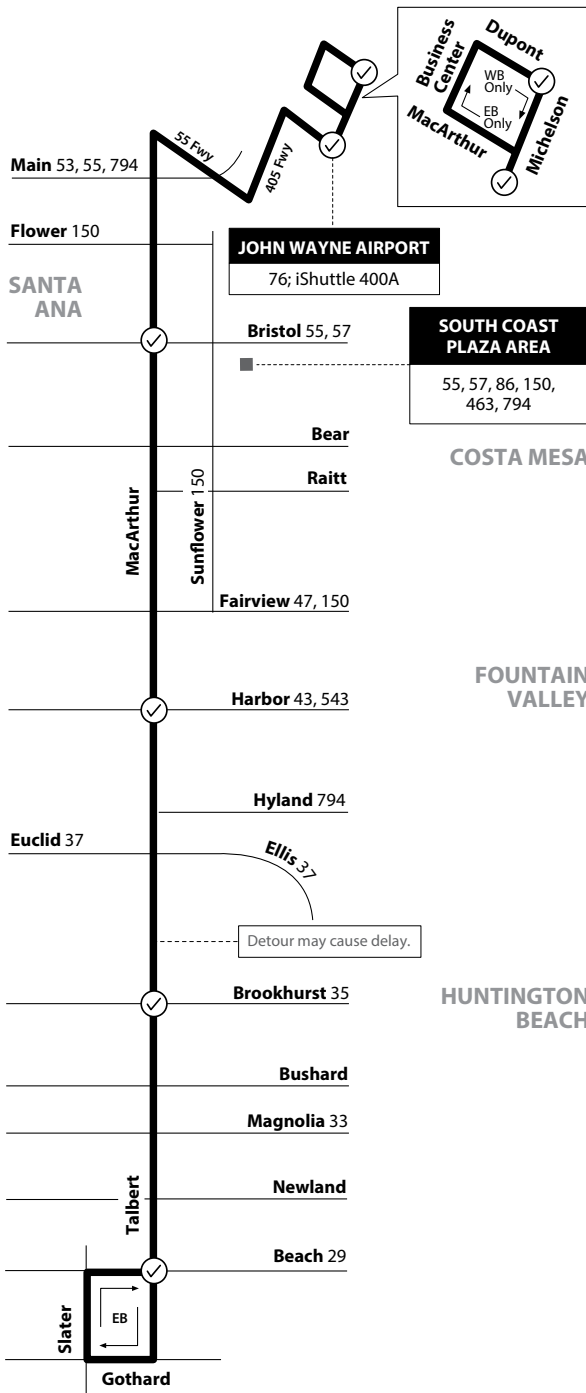 Dupont
Business
Center
WB
Only
EB
Only
MacArthur
Michelson
55 Fwy
405 Fwy
Main 53, 55, 794
Flower 150
JOHN WAYNE AIRPORT
76; iShuttle 400A
SANTA
ANA
Bristol 55, 57
SOUTH COAST
PLAZA AREA
55, 57, 86, 150,
463, 794
Bear
COSTA MESA
Raitt
MacArthur
Sunflower 150
Fairview 47, 150
FOUNTAIN
VALLEY
Harbor 43, 543
Hyland 794
Euclid 37
Ellis 37
Detour may cause delay.
Brookhurst 35
HUNTINGTON
BEACH
Bushard
Magnolia 33
Newland
Talbert
Beach 29
Slater
EB
Gothard